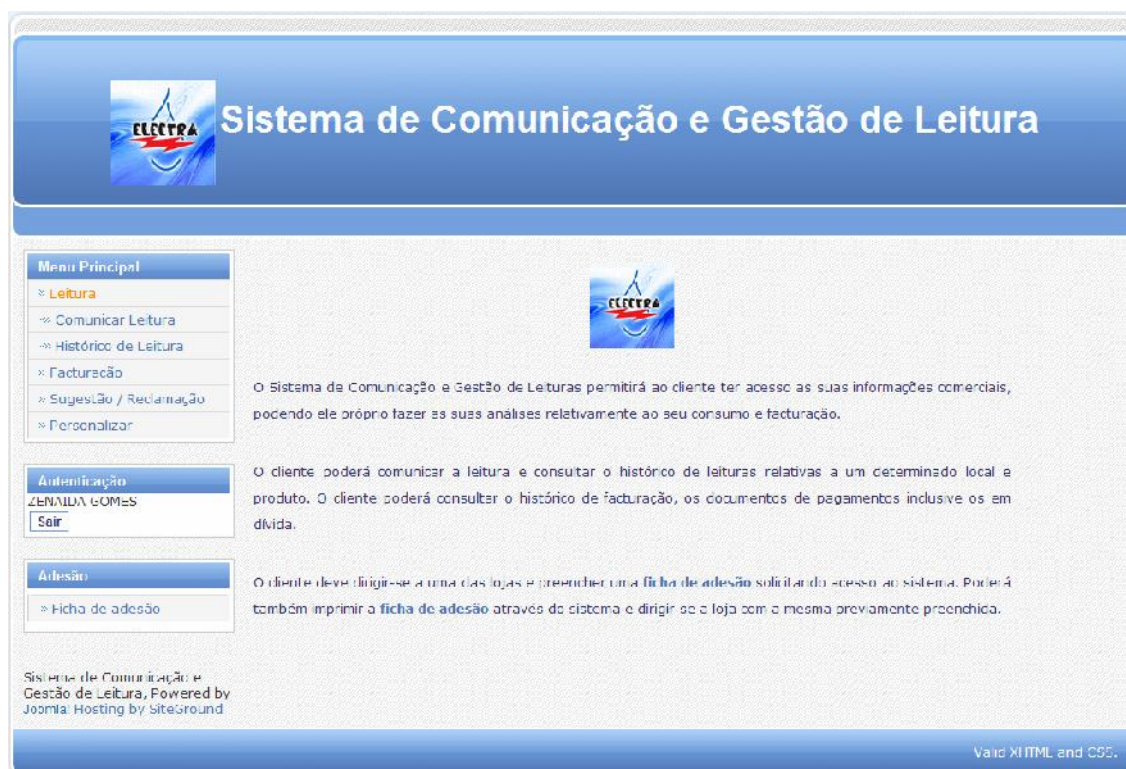 ELECTRA
Sistema de Comunicação e Gestão de Leitura
Menu Principal
» Leitura
» Comunicar Leitura
» Histórico de Leitura
» Facturação
» Sugestão / Reclamação
» Personalizar
Autenticação
ZENAIDA GOMES
Sair
Adesão
» Ficha de adesão
Sistema de Comunicação e
Gestão de Leitura, Powered by
Joomla! Hosting by SiteGround
ELECTRA
O Sistema de Comunicação e Gestão de Leituras permitirá ao cliente ter acesso as suas informações comerciais,
podendo ele próprio fazer as suas análises relativamente ao seu consumo e facturação.
O cliente poderá comunicar a leitura e consultar o histórico de leituras relativas a um determinado local e
produto. O cliente poderá consultar o histórico de facturação, os documentos de pagamentos inclusive os em
dívida.
O cliente deve dirigir-se a uma das lojas e preencher uma ficha de adesão solicitando acesso ao sistema. Poderá
também imprimir a ficha de adesão através do sistema e dirigir-se a loja com a mesma previamente preenchida.
Valid XHTML and CSS.